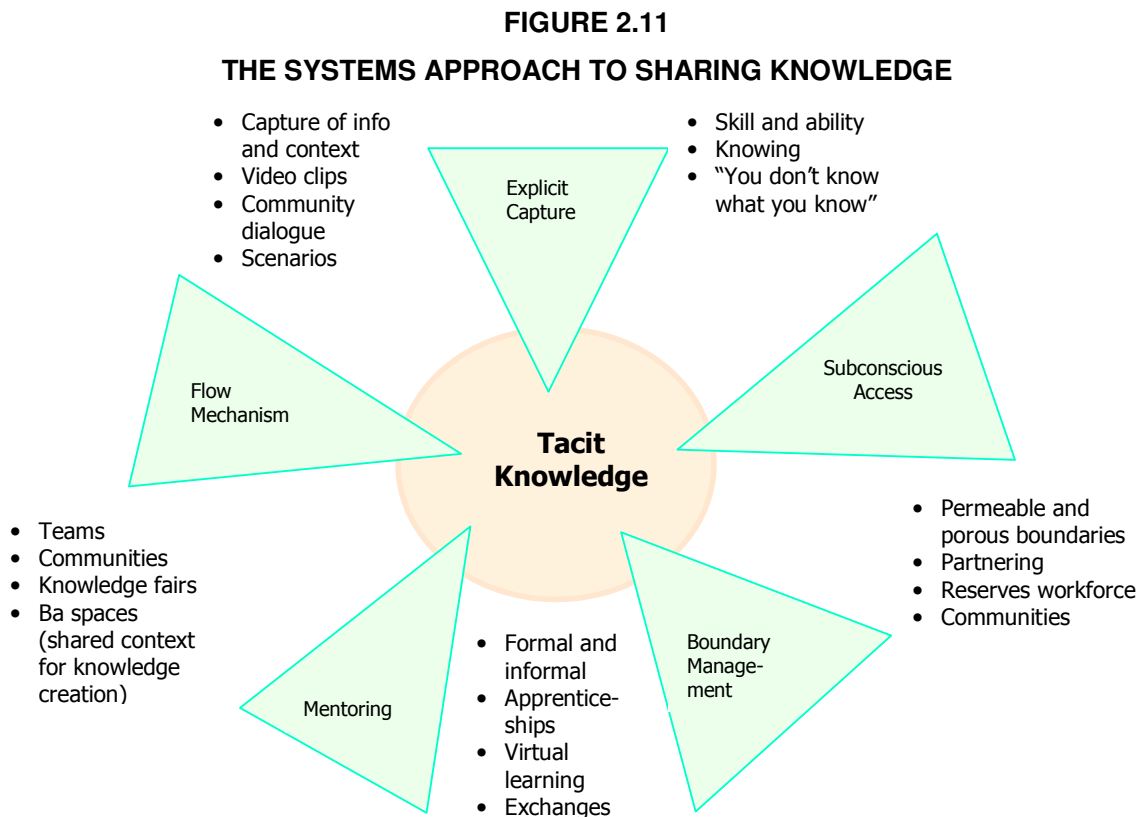 FIGURE 2.11
THE SYSTEMS APPROACH TO SHARING KNOWLEDGE
• Capture of info
and context
• Video clips
• Community
dialogue
• Scenarios
Explicit
Capture
• Skill and ability
• Knowing
• “You don’t know
what you know”
Flow
Mechanism
Subconscious
Access
Tacit
Knowledge
• Teams
• Communities
• Knowledge fairs
• Ba spaces
(shared context
for knowledge
creation)
Mentoring
• Formal and
informal
• Apprentice-
ships
• Virtual
learning
• Exchanges
Boundary
Manage-
ment
• Permeable and
porous boundaries
• Partnering
• Reserves workforce
• Communities